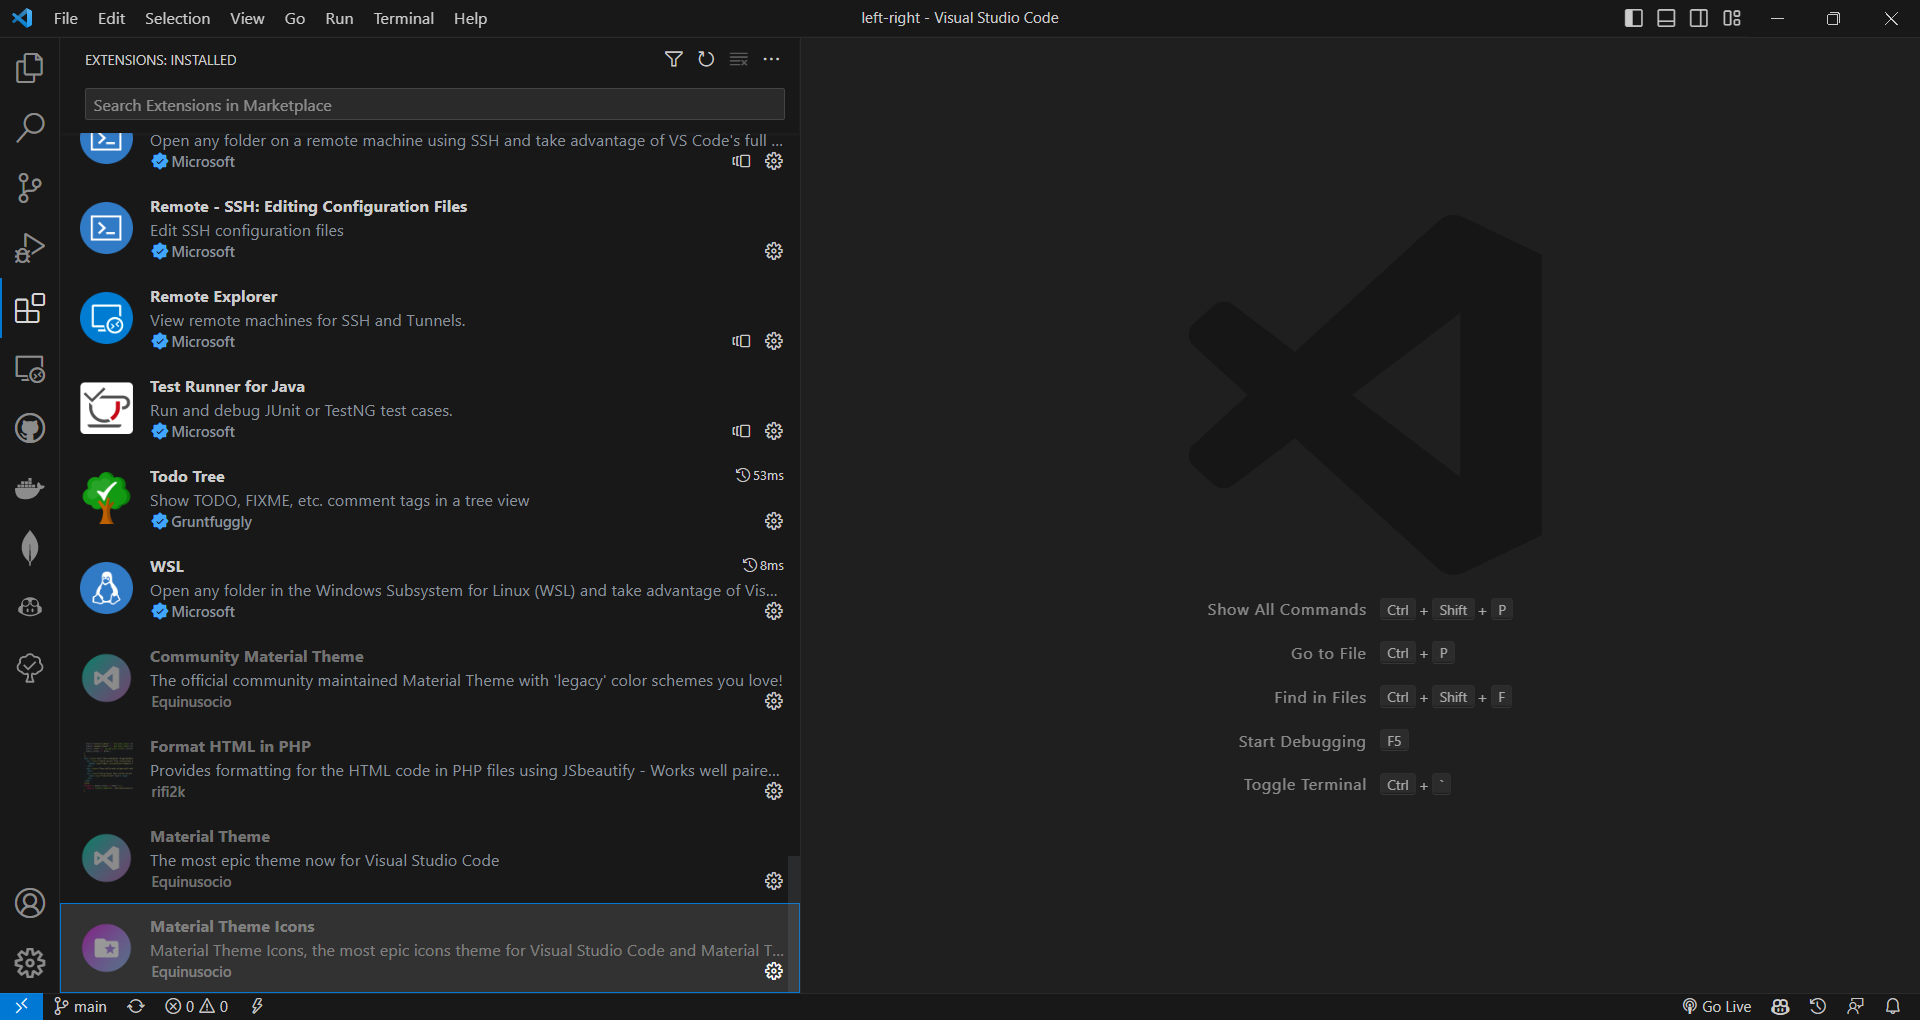 File Edit Selection View Go Run Terminal Help
left-right - Visual Studio Code
EXTENSIONS: INSTALLED
Search Extensions in Marketplace
Open any folder on a remote machine using SSH and take advantage of VS Code's full ...
Microsoft
Remote - SSH: Editing Configuration Files
Edit SSH configuration files
Microsoft
Remote Explorer
View remote machines for SSH and Tunnels.
Microsoft
Test Runner for Java
Run and debug JUnit or TestNG test cases.
Microsoft
Todo Tree 53ms
Show TODO, FIXME, etc. comment tags in a tree view
Gruntfuggly
WSL 8ms
Open any folder in the Windows Subsystem for Linux (WSL) and take advantage of Vis...
Microsoft
Community Material Theme
The official community maintained Material Theme with 'legacy' color schemes you love!
Equinusocio
Format HTML in PHP
Provides formatting for the HTML code in PHP files using JSbeautify - Works well paire...
rifi2k
Material Theme
The most epic theme now for Visual Studio Code
Equinusocio
Material Theme Icons
Material Theme Icons, the most epic icons theme for Visual Studio Code and Material T...
Equinusocio
Show All Commands Ctrl + Shift + P
Go to File Ctrl + P
Find in Files Ctrl + Shift + F
Start Debugging F5
Toggle Terminal Ctrl + `
main 0 0
Go Live